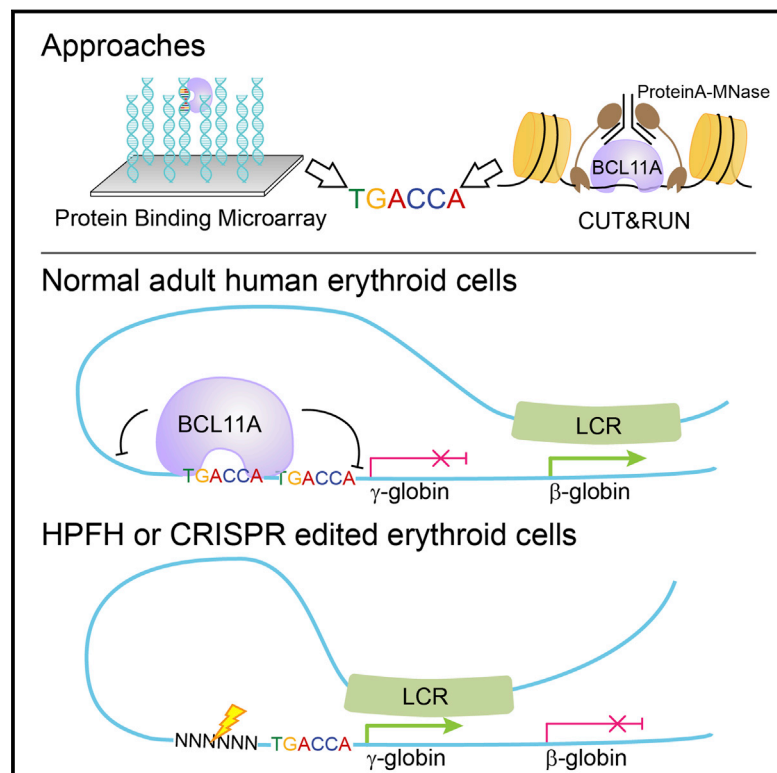 Approaches
ProteinA-MNase
BCL11A
TGACCA
Protein Binding Microarray
CUT&RUN
Normal adult human erythroid cells
BCL11A
LCR
TGACCA TGACCA
γ-globin
β-globin
HPFH or CRISPR edited erythroid cells
LCR
NNNNNN TGACCA
γ-globin
β-globin